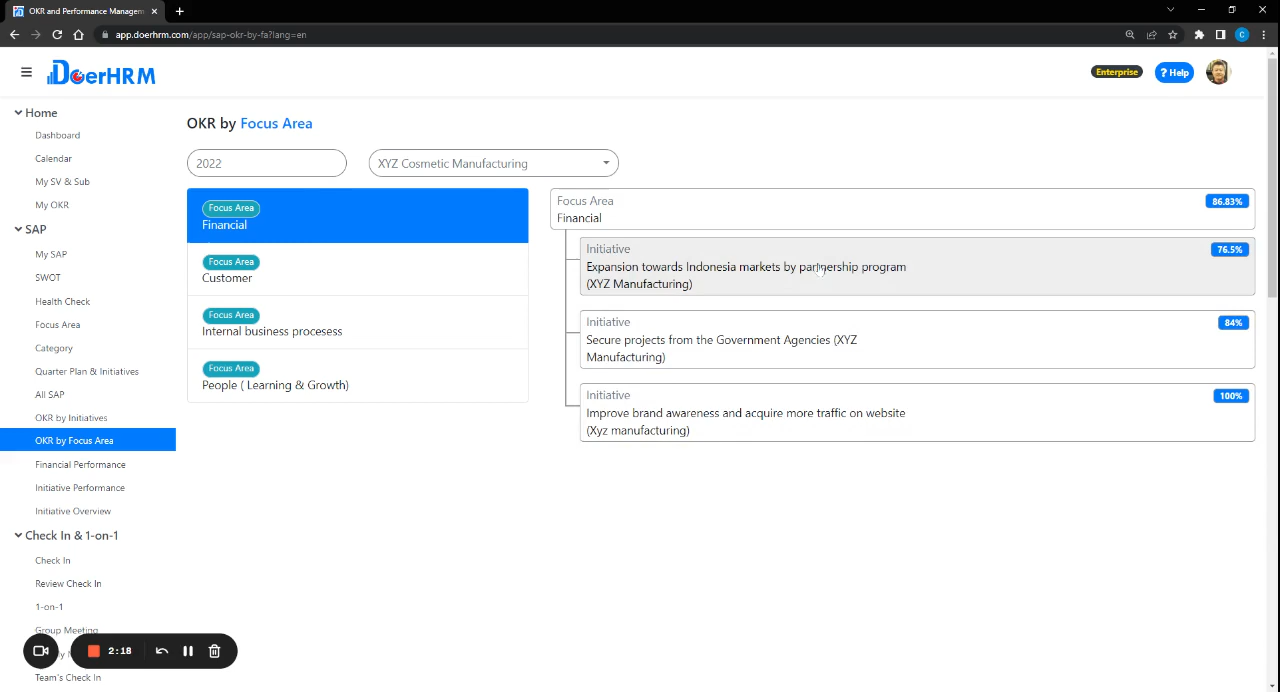 OKR and Performance Managem
app.doerhrm.com/app/sap-okr-by-fa?lang=en
C
DoerHRM
Enterprise
? Help
Home
Dashboard
Calendar
My SV & Sub
My OKR
SAP
My SAP
SWOT
Health Check
Focus Area
Category
Quarter Plan & Initiatives
All SAP
OKR by Initiatives
OKR by Focus Area
Financial Performance
Initiative Performance
Initiative Overview
Check In & 1-on-1
Check In
Review Check In
1-on-1
Group Meeting
Team's Check In
2:18
OKR by Focus Area
2022
XYZ Cosmetic Manufacturing
Focus Area
Financial
Focus Area
Customer
Focus Area
Internal business procesess
Focus Area
People ( Learning & Growth)
Focus Area
86.83%
Financial
Initiative
76.5%
Expansion towards Indonesia markets by partnership program
(XYZ Manufacturing)
Initiative
84%
Secure projects from the Government Agencies (XYZ
Manufacturing)
Initiative
100%
Improve brand awareness and acquire more traffic on website
(Xyz manufacturing)